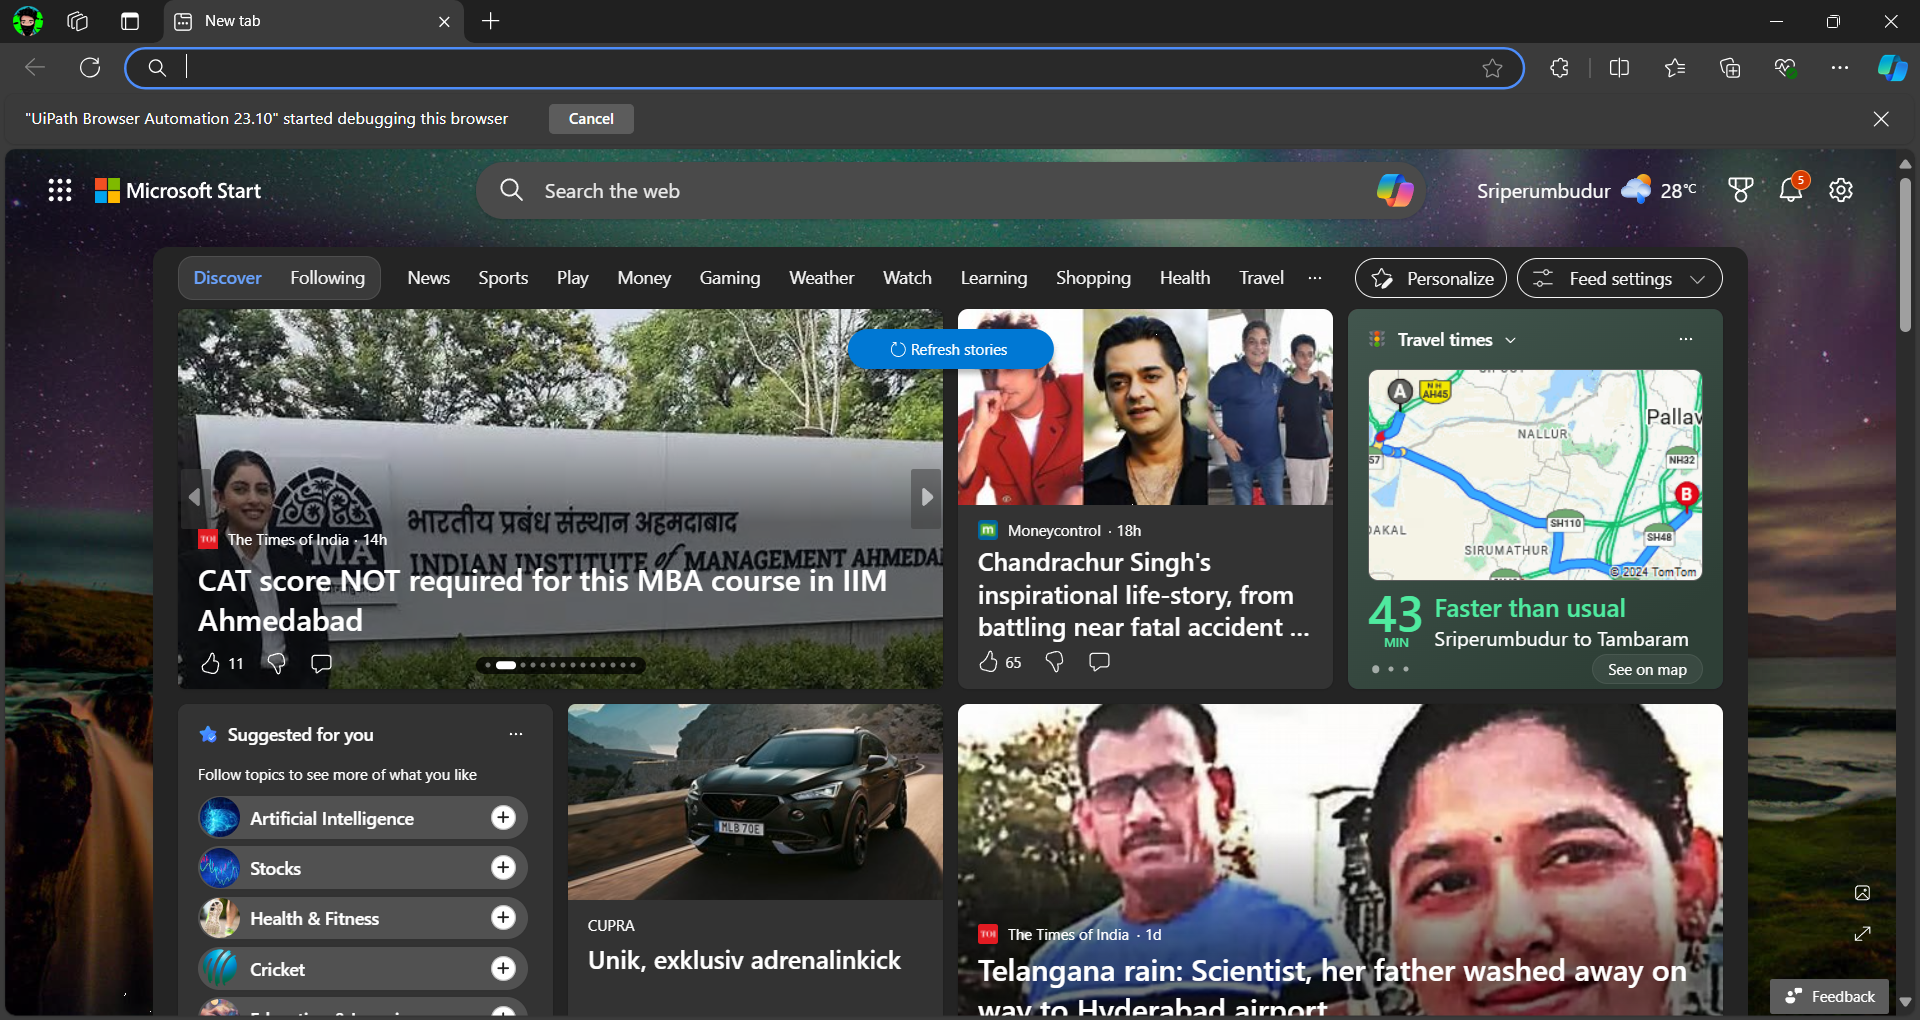 New tab
"UiPath Browser Automation 23.10" started debugging this browser
Cancel
Microsoft Start
Search the web
Sriperumbudur
28°C
5
Discover
Following
News
Sports
Play
Money
Gaming
Weather
Watch
Learning
Shopping
Health
Travel
Personalize
Feed settings
Refresh stories
भारतीय प्रबंध संस्थान अहमदाबाद
INDIAN INSTITUTE of MANAGEMENT AHMEDA
TOI The Times of India · 14h
CAT score NOT required for this MBA course in IIM
Ahmedabad
11
m Moneycontrol · 18h
Chandrachur Singh's
inspirational life-story, from
battling near fatal accident ...
65
Travel times
A
NH
AH45
Pallav
NALLUR
57
NH32
B
DAKAL
SH110
SH48
SIRUMATHUR
© 2024 TomTom
43
MIN
Faster than usual
Sriperumbudur to Tambaram
See on map
Suggested for you
Follow topics to see more of what you like
Artificial Intelligence
Stocks
Health & Fitness
Cricket
MLB 70E
CUPRA
Unik, exklusiv adrenalinkick
TOI The Times of India · 1d
Telangana rain: Scientist, her father washed away on
way to Hyderabad airport
Feedback